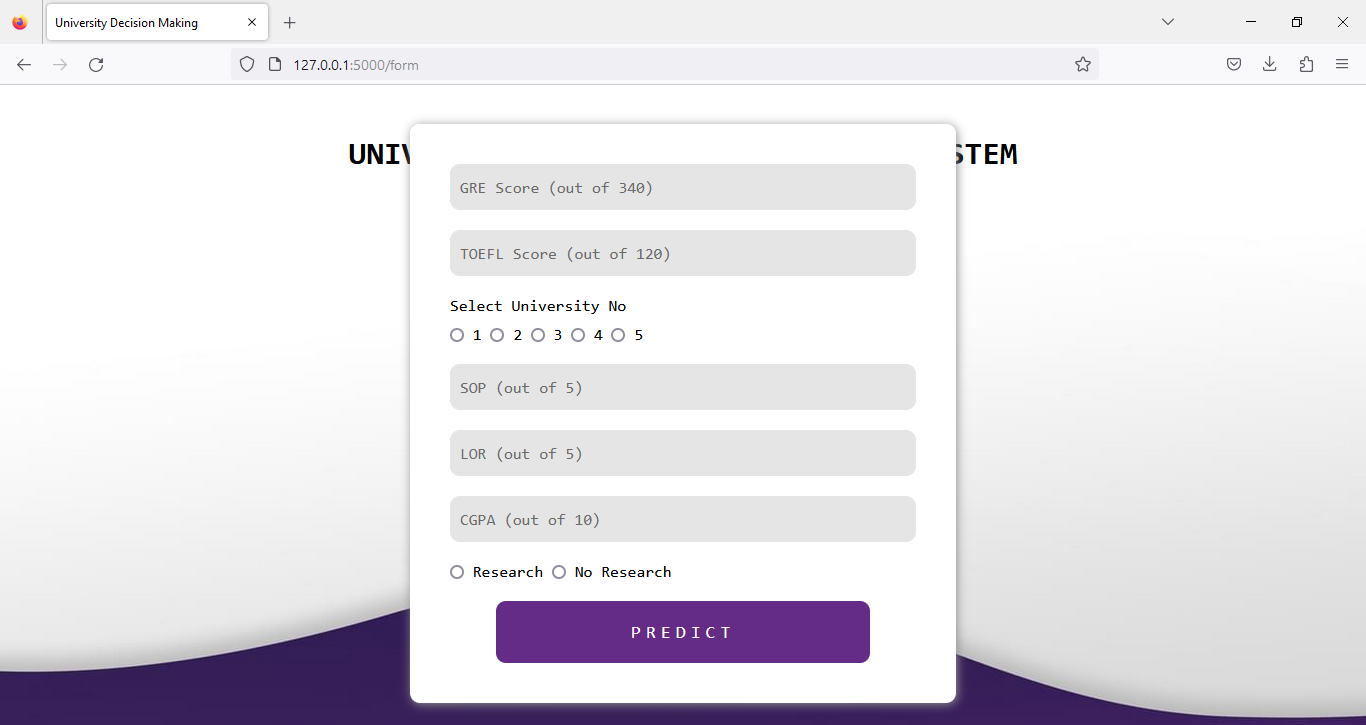 University Decision Making
127.0.0.1:5000/form
UNIV STEM
GRE Score (out of 340)
TOEFL Score (out of 120)
Select University No
1 2 3 4 5
SOP (out of 5)
LOR (out of 5)
CGPA (out of 10)
Research No Research
PREDICT